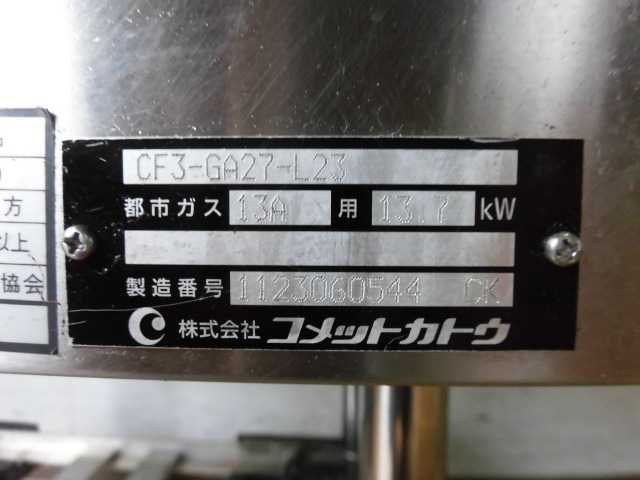 CF3-GA27-L23
都市ガス 13A 用 13.7 kW
製造番号 1123060544 CK
株式会社 コメットカトウ
方
以上
協会